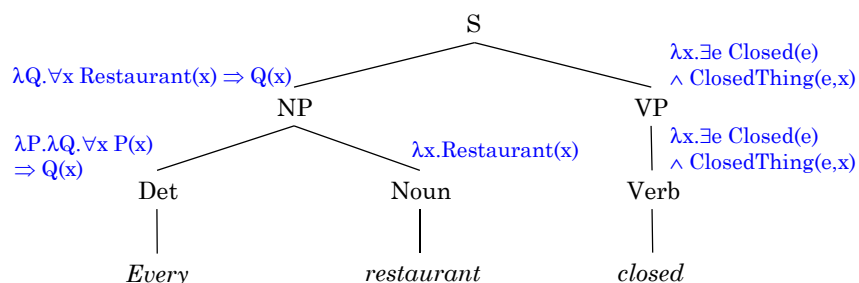 S
λx.∃e Closed(e)
∧ ClosedThing(e,x)
λQ.∀x Restaurant(x) ⇒ Q(x)
NP
VP
λP.λQ.∀x P(x)
⇒ Q(x)
λx.Restaurant(x)
λx.∃e Closed(e)
∧ ClosedThing(e,x)
Det
Noun
Verb
Every
restaurant
closed